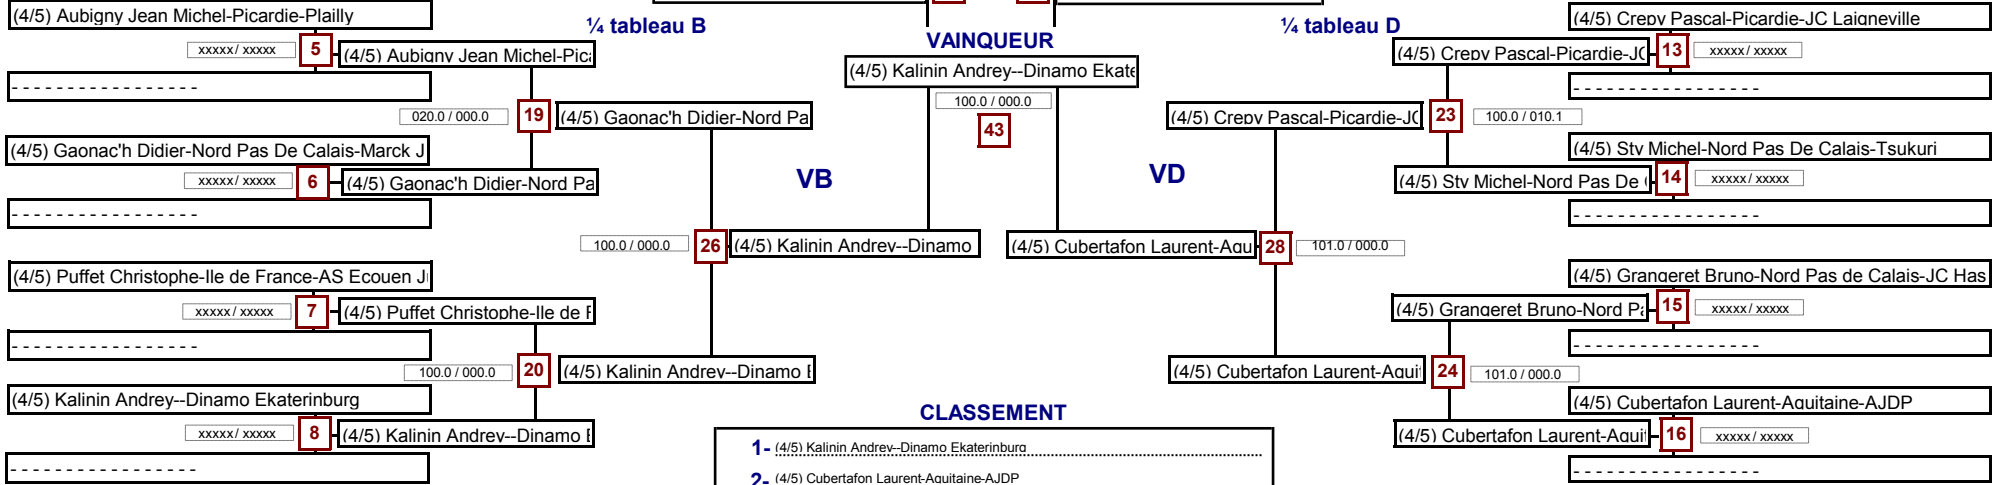 (4/5) Aubigny Jean Michel-Picardie-Plailly
xxxxx/ xxxxx
5
(4/5) Aubigny Jean Michel-Pica
- - - - - - - - - - - - - - - - -
020.0 / 000.0
19
(4/5) Gaonac'h Didier-Nord Pa
(4/5) Gaonac'h Didier-Nord Pas De Calais-Marck J
xxxxx/ xxxxx
6
(4/5) Gaonac'h Didier-Nord Pa
- - - - - - - - - - - - - - - - -
100.0 / 000.0
26
(4/5) Kalinin Andrey--Dinamo
(4/5) Puffet Christophe-Ile de France-AS Ecouen J
xxxxx/ xxxxx
7
(4/5) Puffet Christophe-Ile de F
- - - - - - - - - - - - - - - - -
100.0 / 000.0
20
(4/5) Kalinin Andrey--Dinamo E
(4/5) Kalinin Andrey--Dinamo Ekaterinburg
xxxxx/ xxxxx
8
(4/5) Kalinin Andrey--Dinamo E
- - - - - - - - - - - - - - - - -
¼ tableau B
VB
VAINQUEUR
(4/5) Kalinin Andrey--Dinamo Ekate
100.0 / 000.0
43
¼ tableau D
VD
(4/5) Crepy Pascal-Picardie-JC Laigneville
(4/5) Crepy Pascal-Picardie-JC
13
xxxxx/ xxxxx
- - - - - - - - - - - - - - - - -
(4/5) Crepy Pascal-Picardie-JC
23
100.0 / 010.1
(4/5) Sty Michel-Nord Pas De Calais-Tsukuri
(4/5) Sty Michel-Nord Pas De C
14
xxxxx/ xxxxx
- - - - - - - - - - - - - - - - -
(4/5) Cubertafon Laurent-Aqu
28
101.0 / 000.0
(4/5) Grangeret Bruno-Nord Pas de Calais-JC Has
(4/5) Grangeret Bruno-Nord Pa
15
xxxxx/ xxxxx
- - - - - - - - - - - - - - - - -
(4/5) Cubertafon Laurent-Aquit
24
101.0 / 000.0
(4/5) Cubertafon Laurent-Aquitaine-AJDP
(4/5) Cubertafon Laurent-Aquit
16
xxxxx/ xxxxx
- - - - - - - - - - - - - - - - -
CLASSEMENT
1- (4/5) Kalinin Andrey--Dinamo Ekaterinburg
2- (4/5) Cubertafon Laurent-Aquitaine-AJDP